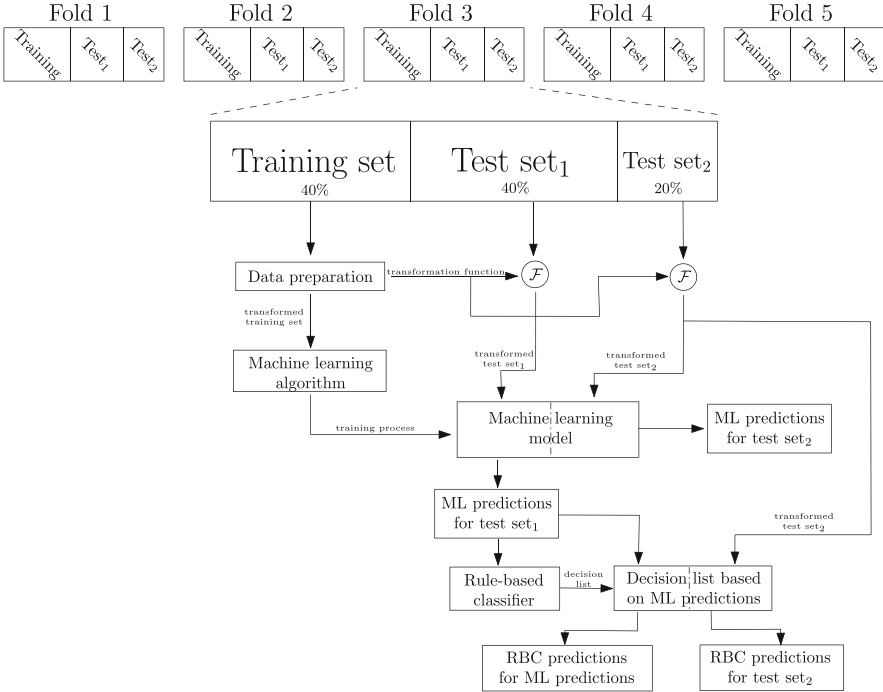 Fold 1 Fold 2 Fold 3 Fold 4 Fold 5
Training Test₁ Test₂ Training Test₁ Test₂ Training Test₁ Test₂ Training Test₁ Test₂ Training Test₁ Test₂
Training set Test set₁ Test set₂
40% 40% 20%
Data preparation
transformation function
F
F
transformed
training set
Machine learning
algorithm
transformed
test set₁
transformed
test set₂
training process
Machine learning
model
ML predictions
for test set₂
ML predictions
for test set₁
transformed
test set₂
Rule-based
classifier
decision
list
Decision list based
on ML predictions
RBC predictions
for ML predictions
RBC predictions
for test set₂